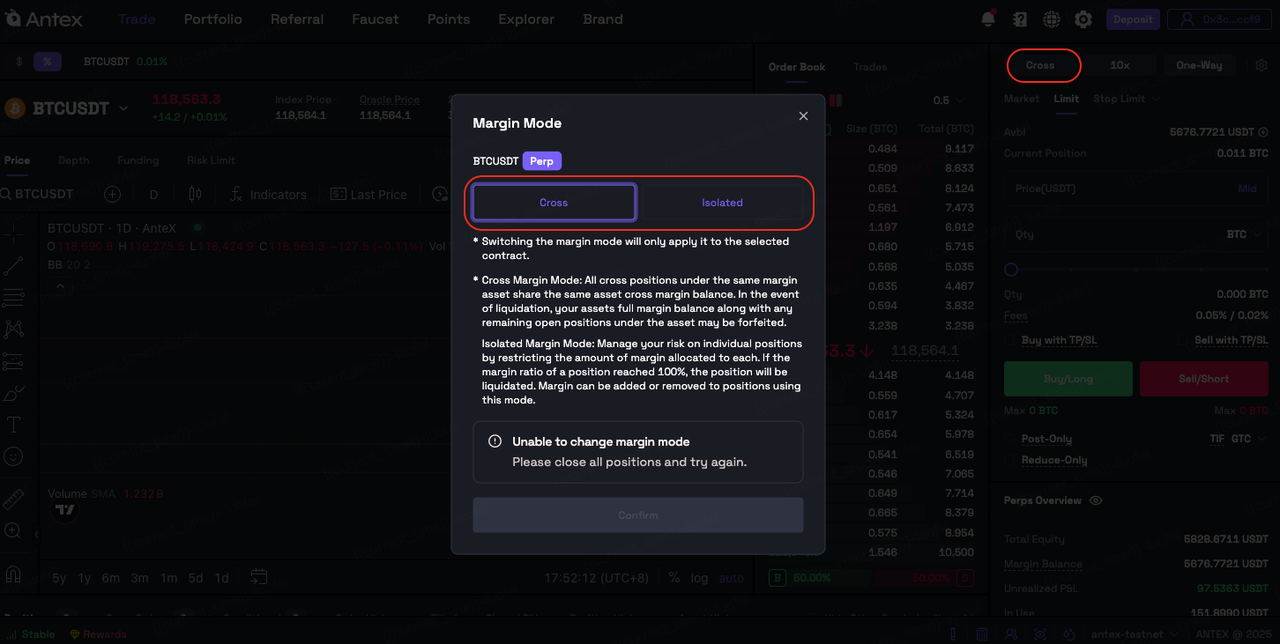 Antex
Trade
Portfolio
Referral
Faucet
Points
Explorer
Brand
Deposit
0x3c...ccf9
$
%
BTCUSDT 0.01%
BTCUSDT
118,563.3
+14.2 / +0.01%
Index Price
118,564.1
Oracle Price
118,564.1
Price
Depth
Funding
Risk Limit
BTCUSDT
D
Indicators
Last Price
BTCUSDT · 1D · AnteX
O118,690.8 H119,275.5 L118,424.9 C118,563.3 −127.5 (−0.11%) Vol
BB 20 2
Volume SMA 1.232B
5y 1y 6m 3m 1m 5d 1d
17:52:12 (UTC+8)
% log auto
Margin Mode
BTCUSDT Perp
Cross
Isolated
* Switching the margin mode will only apply it to the selected
contract.
* Cross Margin Mode: All cross positions under the same margin
asset share the same asset cross margin balance. In the event
of liquidation, your assets full margin balance along with any
remaining open positions under the asset may be forfeited.
Isolated Margin Mode: Manage your risk on individual positions
by restricting the amount of margin allocated to each. If the
margin ratio of a position reached 100%, the position will be
liquidated. Margin can be added or removed to positions using
this mode.
Unable to change margin mode
Please close all positions and try again.
Confirm
Order Book
Trades
0.5
Size (BTC)
Total (BTC)
0.484 9.117
0.509 8.633
0.651 8.124
0.561 7.473
1.197 6.912
0.680 5.715
0.568 5.035
0.635 4.467
0.594 3.832
3.238 3.238
118,564.1
4.148 4.148
0.559 4.707
0.617 5.324
0.654 5.978
0.541 6.519
0.546 7.065
0.649 7.714
0.665 8.379
0.575 8.954
1.546 10.500
B 50.00%
50.00% S
Cross
10x
One-Way
Market
Limit
Stop Limit
Avbl 5676.7721 USDT
Current Position 0.011 BTC
Price(USDT) Mid
Qty BTC
Qty 0.000 BTC
Fees 0.05% / 0.02%
Buy with TP/SL
Sell with TP/SL
Buy/Long
Sell/Short
Max 0 BTC
Max 0 BTC
Post-Only
TIF GTC
Reduce-Only
Perps Overview
Total Equity 5828.6711 USDT
Margin Balance 5676.7721 USDT
Unrealized P&L 97.5363 USDT
In Use 151.8990 USDT
Stable
Rewards
antex-testnet
ANTEX @ 2025